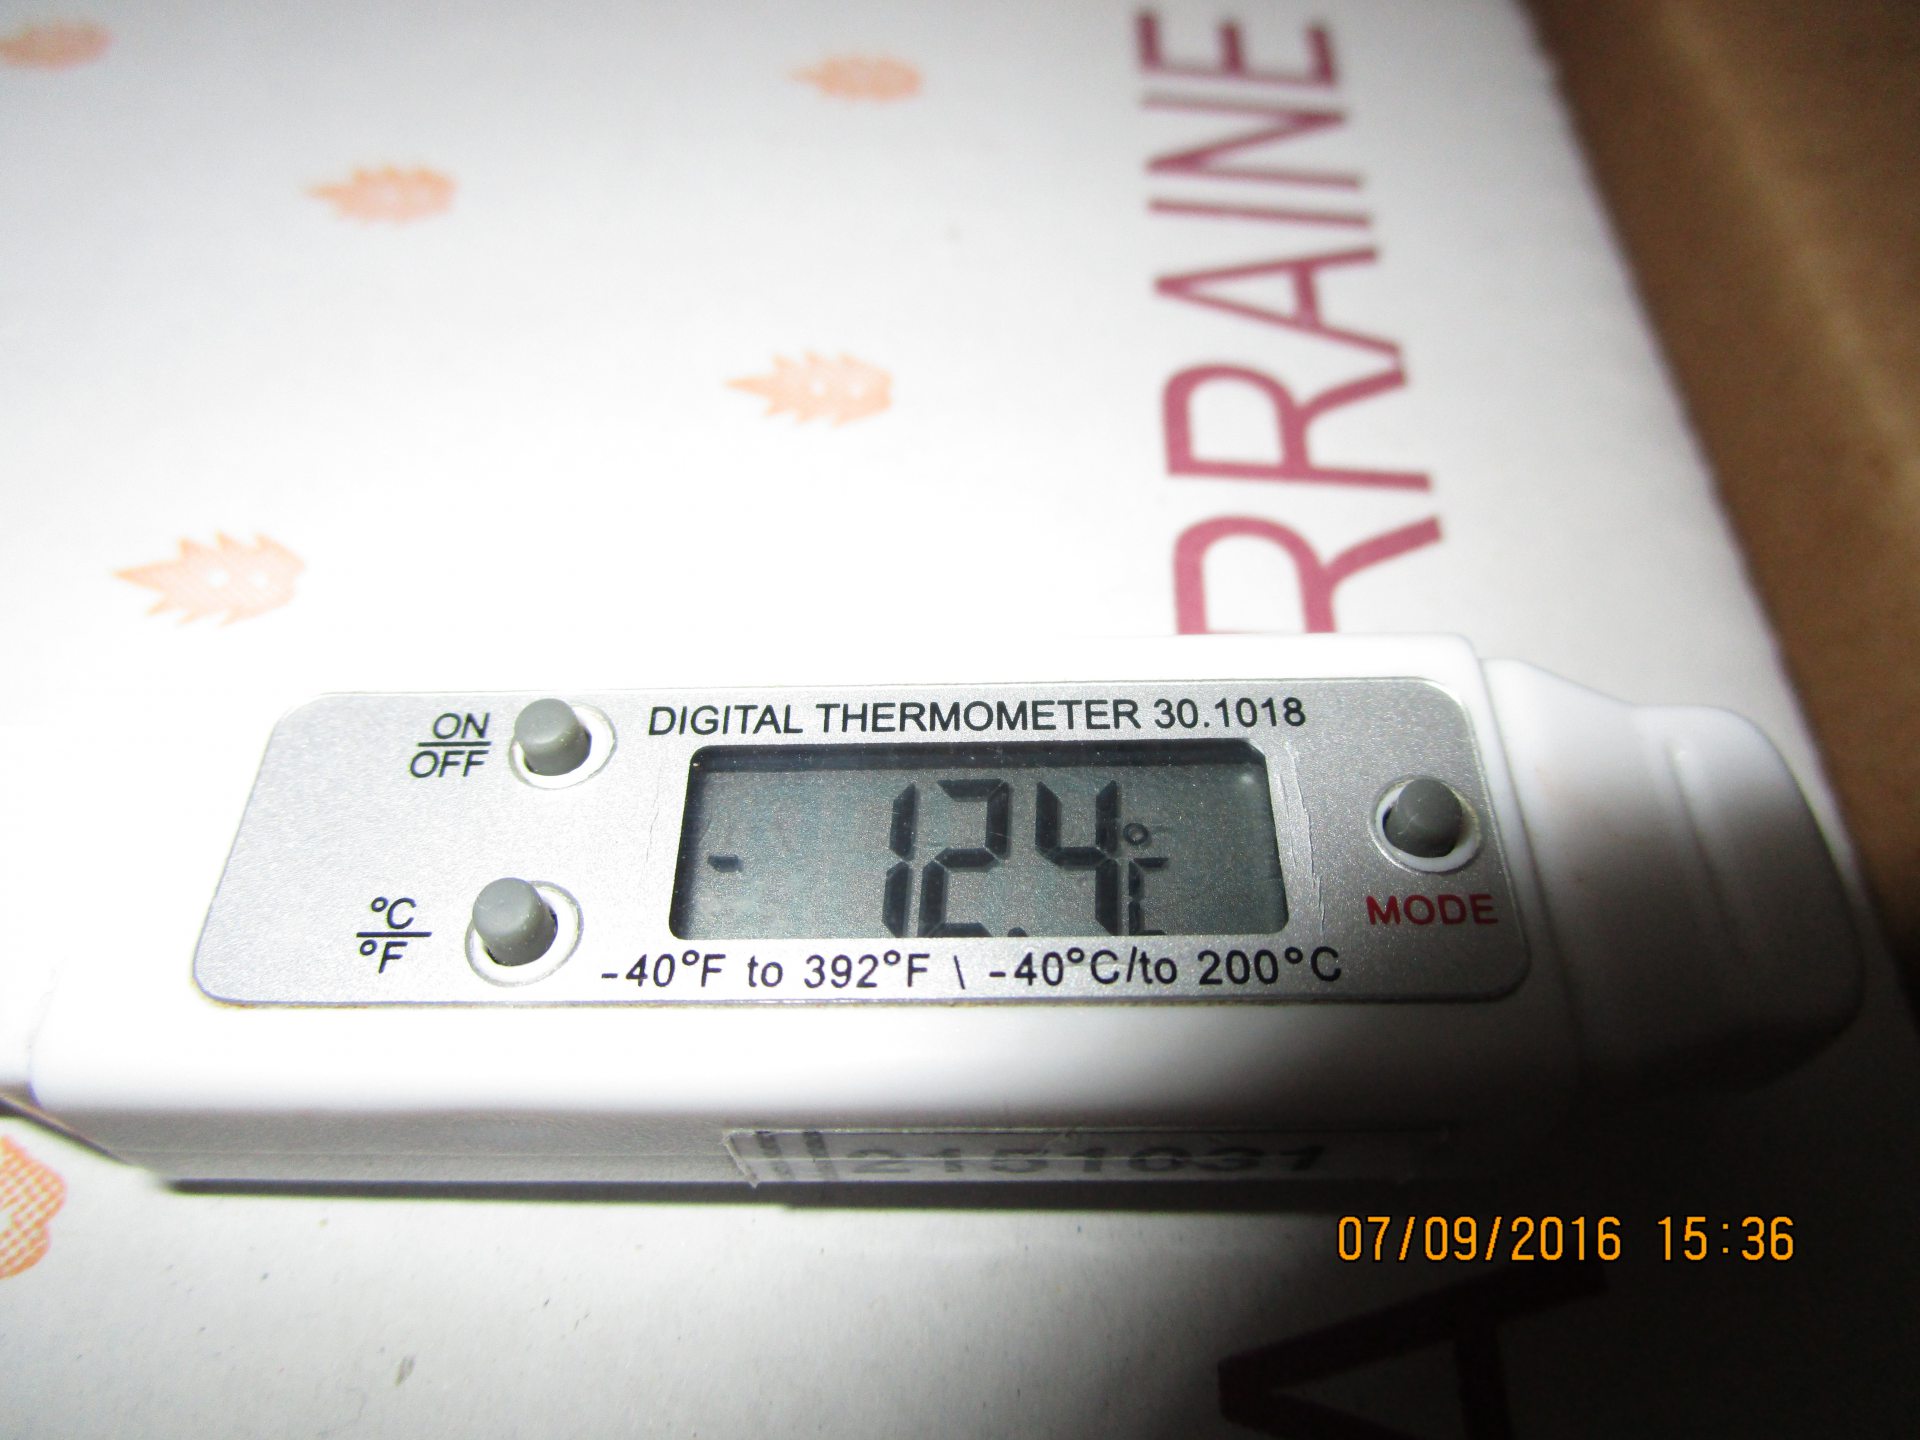 RRAINE
DIGITAL THERMOMETER 30.1018
ON
OFF
- 12.4°C
MODE
°C
°F
-40°F to 392°F \ -40°C/to 200°C
2151037
07/09/2016 15:36